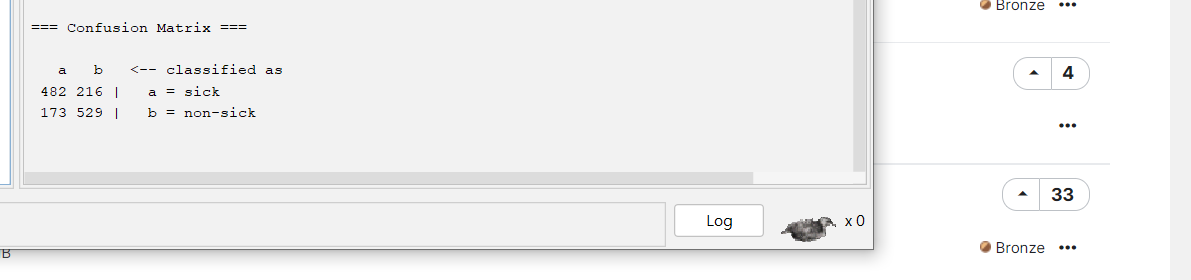 Bronze •••
=== Confusion Matrix ===
a b <-- classified as
482 216 | a = sick
173 529 | b = non-sick
4
•••
33
Log
x 0
Bronze •••
B